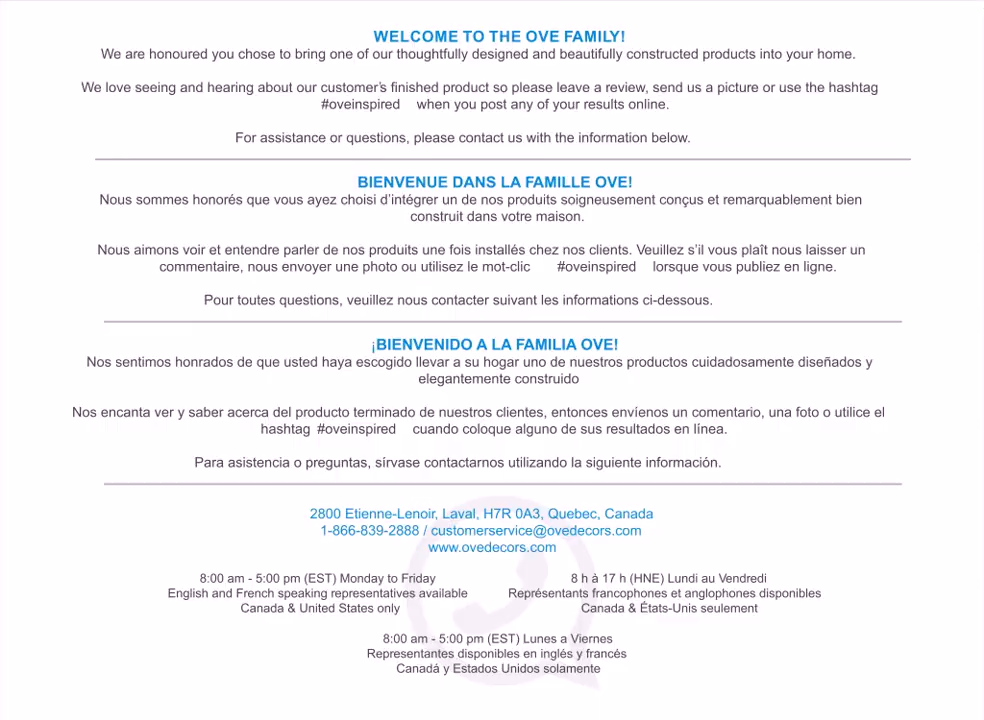 WELCOME TO THE OVE FAMILY!
We are honoured you chose to bring one of our thoughtfully designed and beautifully constructed products into your home.
We love seeing and hearing about our customer's finished product so please leave a review, send us a picture or use the hashtag
#oveinspired when you post any of your results online.
For assistance or questions, please contact us with the information below.
BIENVENUE DANS LA FAMILLE OVE!
Nous sommes honorés que vous ayez choisi d'intégrer un de nos produits soigneusement conçus et remarquablement bien
construit dans votre maison.
Nous aimons voir et entendre parler de nos produits une fois installés chez nos clients. Veuillez s'il vous plaît nous laisser un
commentaire, nous envoyer une photo ou utilisez le mot-clic #oveinspired lorsque vous publiez en ligne.
Pour toutes questions, veuillez nous contacter suivant les informations ci-dessous.
¡BIENVENIDO A LA FAMILIA OVE!
Nos sentimos honrados de que usted haya escogido llevar a su hogar uno de nuestros productos cuidadosamente diseñados y
elegantemente construido
Nos encanta ver y saber acerca del producto terminado de nuestros clientes, entonces envíenos un comentario, una foto o utilice el
hashtag #oveinspired cuando coloque alguno de sus resultados en línea.
Para asistencia o preguntas, sírvase contactarnos utilizando la siguiente información.
2800 Etienne-Lenoir, Laval, H7R 0A3, Quebec, Canada
1-866-839-2888 / customerservice@ovedecors.com
www.ovedecors.com
8:00 am - 5:00 pm (EST) Monday to Friday
English and French speaking representatives available
Canada & United States only
8 h à 17 h (HNE) Lundi au Vendredi
Représentants francophones et anglophones disponibles
Canada & États-Unis seulement
8:00 am - 5:00 pm (EST) Lunes a Viernes
Representantes disponibles en inglés y francés
Canadá y Estados Unidos solamente